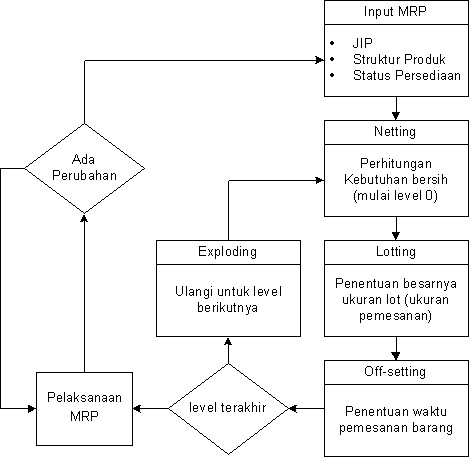 Input MRP
• JIP
• Struktur Produk
• Status Persediaan
Netting
Perhitungan
Kebutuhan bersih
(mulai level 0)
Lotting
Penentuan besarnya
ukuran lot (ukuran
pemesanan)
Off-setting
Penentuan waktu
pemesanan barang
level terakhir
Exploding
Ulangi untuk level
berikutnya
Pelaksanaan
MRP
Ada
Perubahan